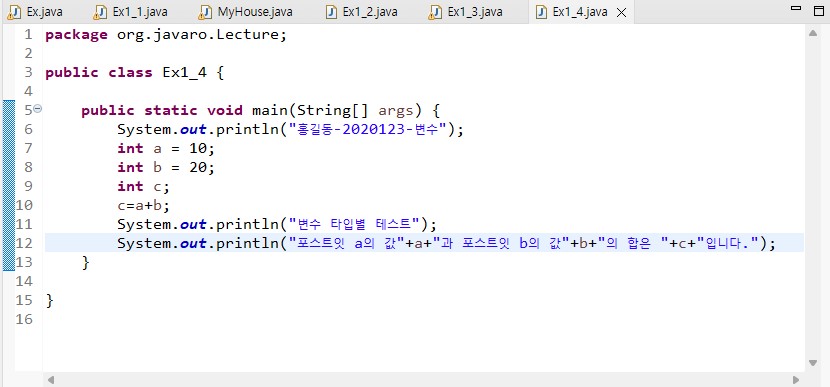 Ex.java Ex1_1.java MyHouse.java Ex1_2.java Ex1_3.java Ex1_4.java
1 package org.javaro.Lecture;
2
3 public class Ex1_4 {
4
5     public static void main(String[] args) {
6         System.out.println("홍길동-2020123-변수");
7         int a = 10;
8         int b = 20;
9         int c;
10         c=a+b;
11         System.out.println("변수 타입별 테스트");
12         System.out.println("포스트잇 a의 값"+a+"과 포스트잇 b의 값"+b+"의 합은 "+c+"입니다.");
13     }
14
15 }
16